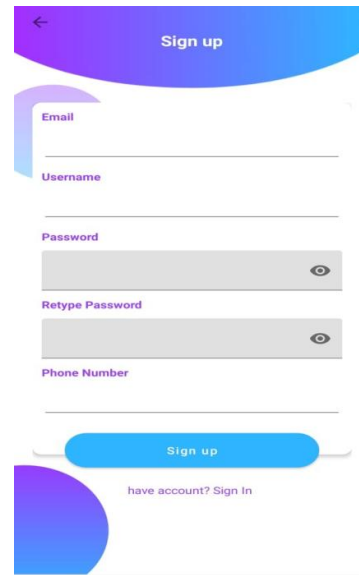 Sign up
Email
Username
Password
Retype Password
Phone Number
Sign up
have account? Sign In